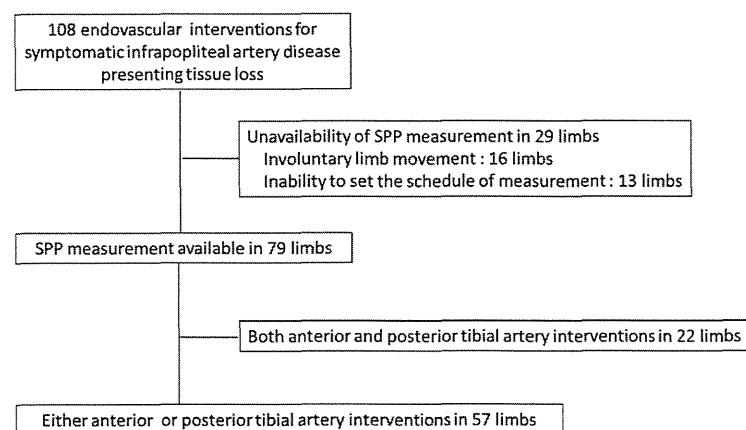 108 endovascular interventions for
symptomatic infrapopliteal artery disease
presenting tissue loss
Unavailability of SPP measurement in 29 limbs
Involuntary limb movement : 16 limbs
Inability to set the schedule of measurement : 13 limbs
SPP measurement available in 79 limbs
Both anterior and posterior tibial artery interventions in 22 limbs
Either anterior or posterior tibial artery interventions in 57 limbs